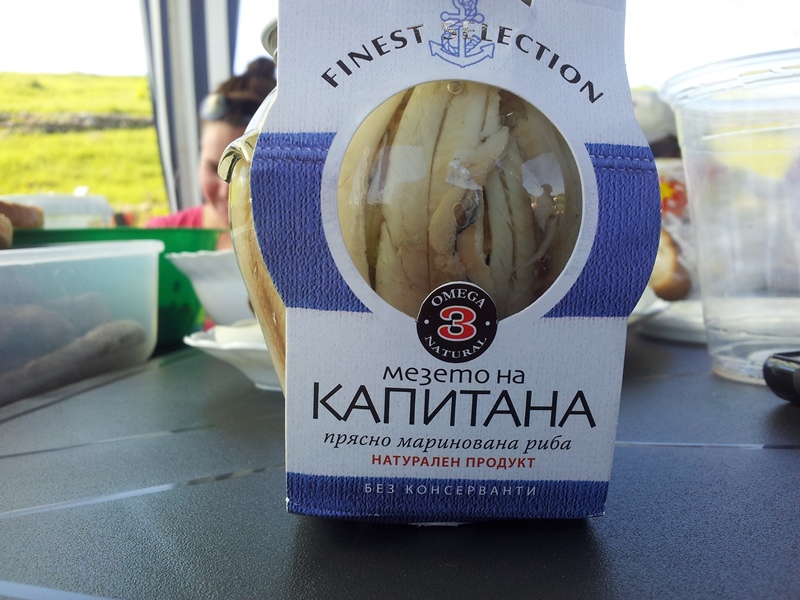 FINEST SELECTION
OMEGA
3
NATURAL
мезето на
КАПИТАНА
прясно маринована риба
НАТУРАЛЕН ПРОДУКТ
БЕЗ КОНСЕРВАНТИ